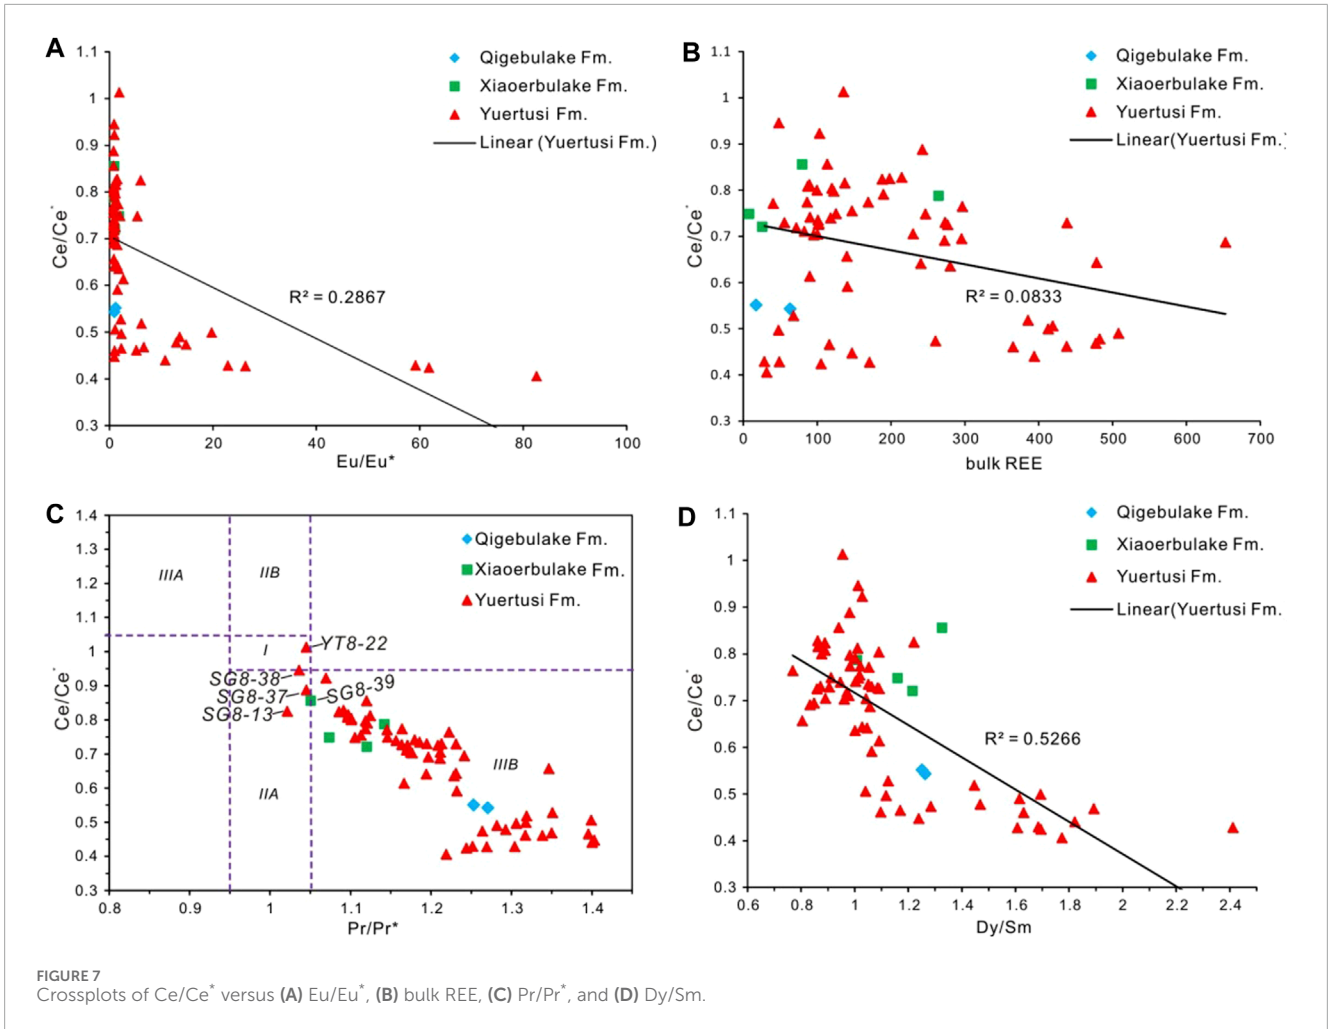 A
1.1
1
0.9
0.8
0.7
0.6
0.5
0.4
0.3
Ce/Ce*
0
20
40
60
80
100
Eu/Eu*
Qigebulake Fm.
Xiaoerbulake Fm.
Yuertusi Fm.
Linear (Yuertusi Fm.)
R² = 0.2867
B
1.1
1
0.9
0.8
0.7
0.6
0.5
0.4
0.3
Ce/Ce*
0
100
200
300
400
500
600
700
bulk REE
Qigebulake Fm.
Xiaoerbulake Fm.
Yuertusi Fm.
Linear(Yuertusi Fm.)
R² = 0.0833
C
1.4
1.3
1.2
1.1
1
0.9
0.8
0.7
0.6
0.5
0.4
0.3
Ce/Ce*
0.8
0.9
1
1.1
1.2
1.3
1.4
Pr/Pr*
Qigebulake Fm.
Xiaoerbulake Fm.
Yuertusi Fm.
IIIA
IIB
I
YT8-22
SG8-38
SG8-37
SG8-39
SG8-13
IIA
IIIB
D
1.1
1
0.9
0.8
0.7
0.6
0.5
0.4
0.3
Ce/Ce*
0.6
0.8
1
1.2
1.4
1.6
1.8
2
2.2
2.4
Dy/Sm
Qigebulake Fm.
Xiaoerbulake Fm.
Yuertusi Fm.
Linear(Yuertusi Fm.
R² = 0.5266
FIGURE 7
Crossplots of Ce/Ce* versus (A) Eu/Eu*, (B) bulk REE, (C) Pr/Pr*, and (D) Dy/Sm.